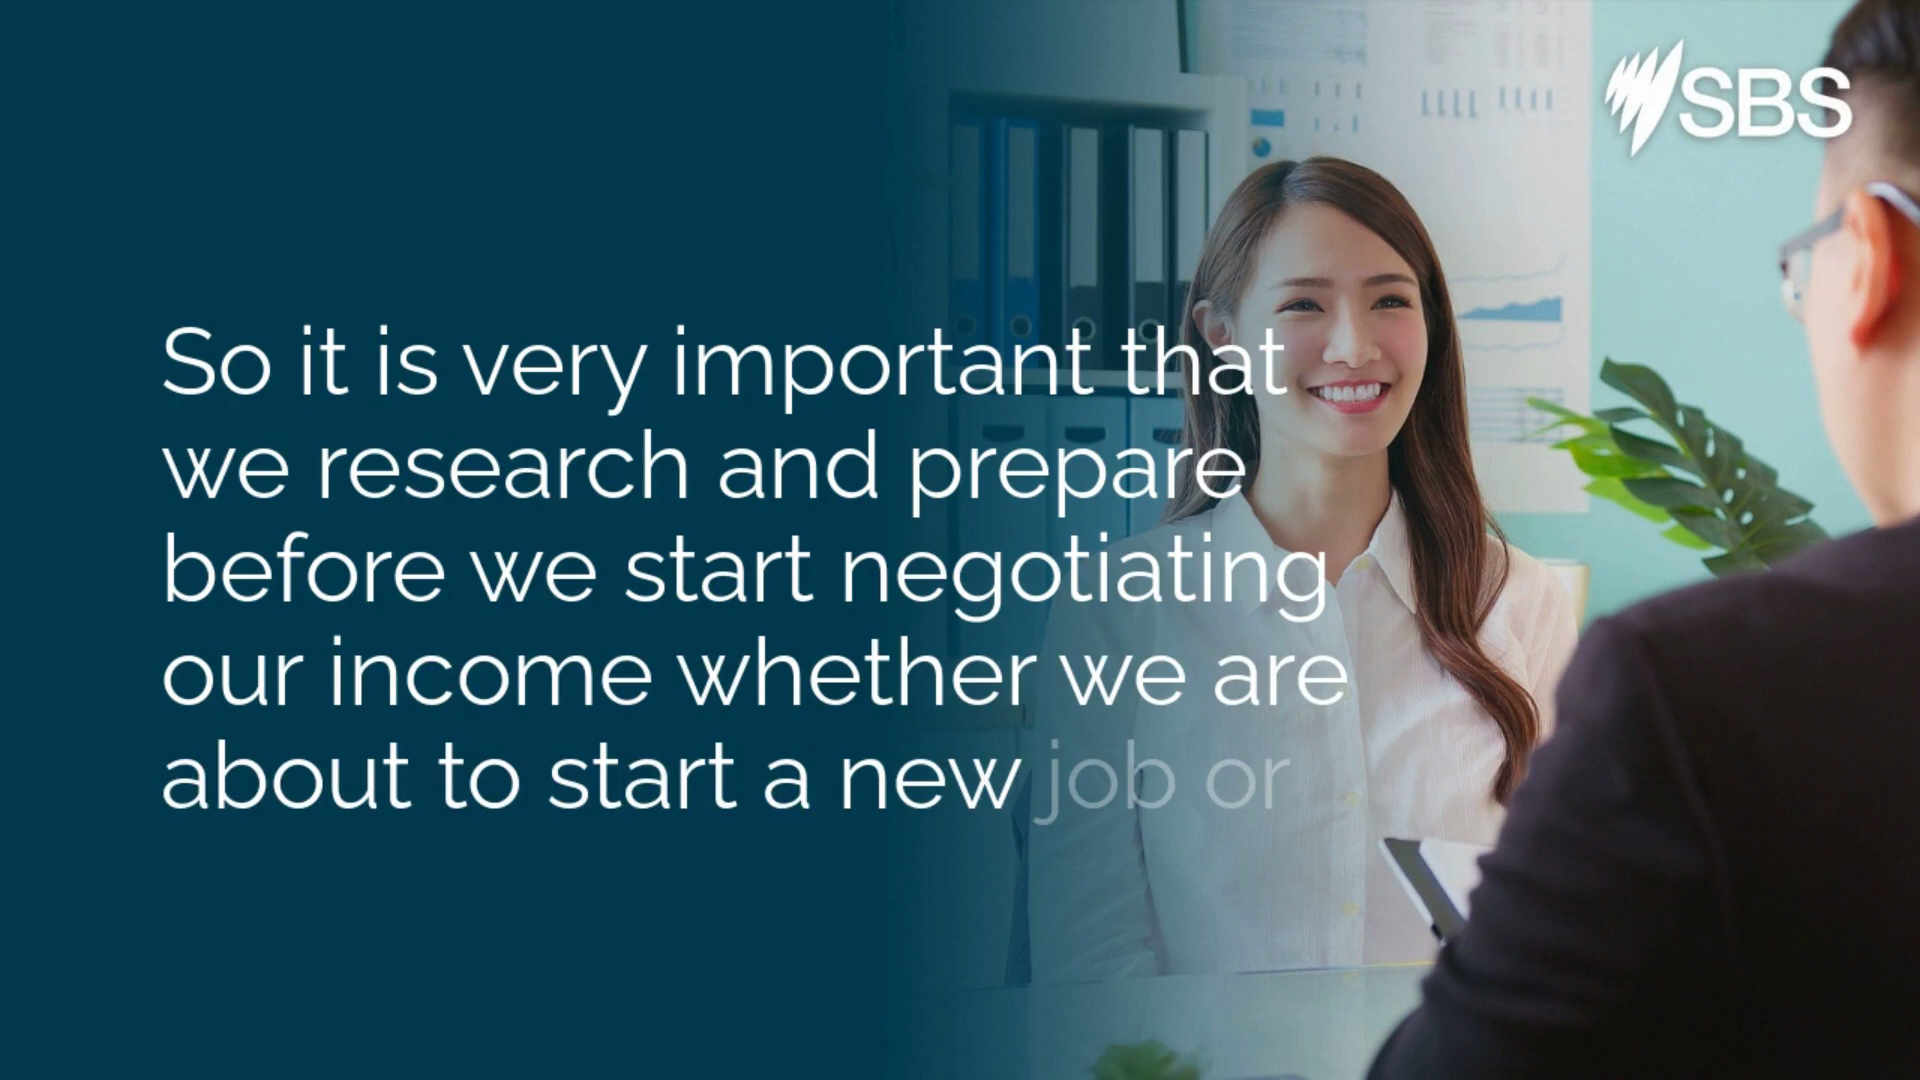 SBS
So it is very important that
we research and prepare
before we start negotiating
our income whether we are
about to start a new job or